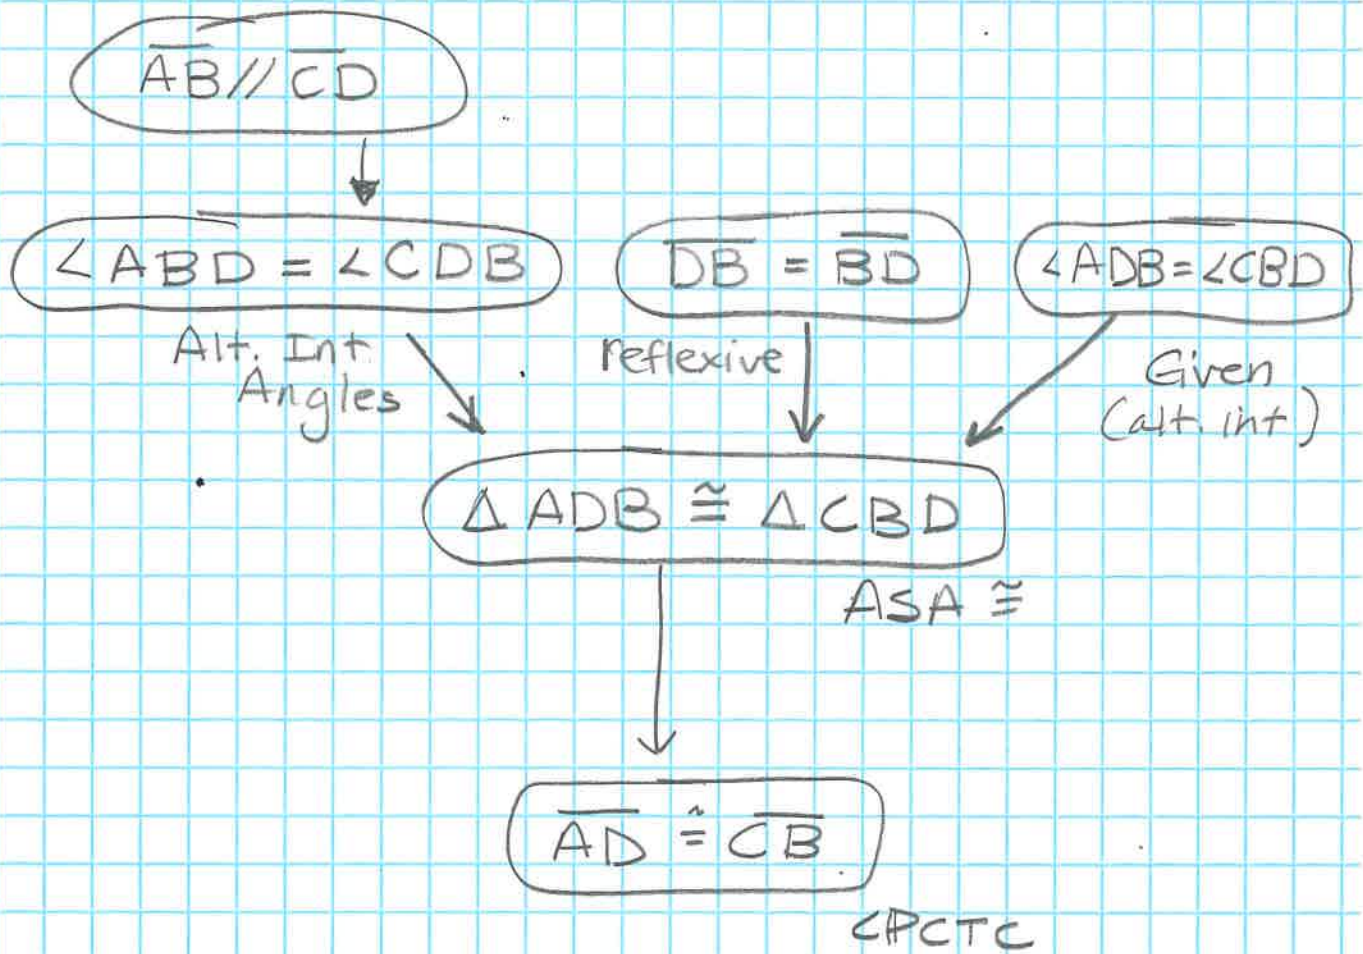 AB // CD
∠ABD = ∠CDB
DB = BD
∠ADB = ∠CBD
Alt. Int.
Angles
reflexive
Given
(alt. int)
△ADB ≅ △CBD
ASA ≅
AD ≅ CB
CPCTC